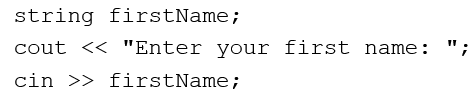 string firstName;
cout << "Enter your first name: ";
cin >> firstName;